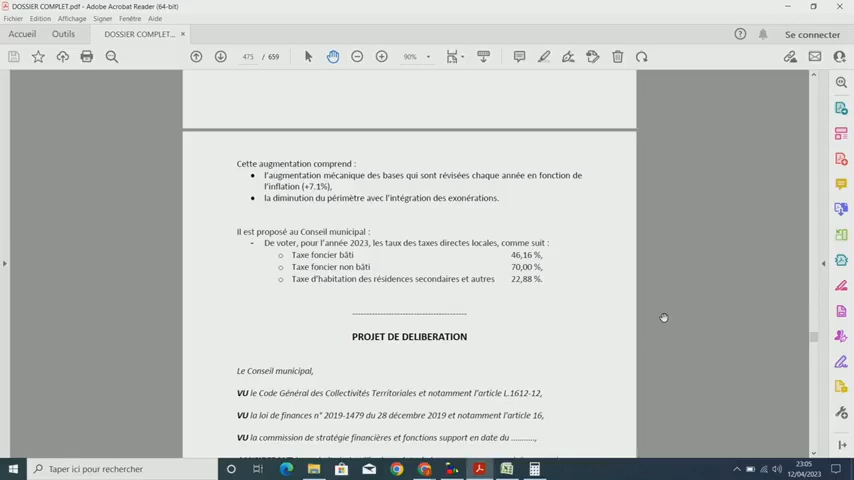 DOSSIER COMPLET.pdf - Adobe Acrobat Reader (64-bit)
Fichier Edition Affichage Signer Fenêtre Aide
Accueil Outils DOSSIER COMPLET.... × Se connecter
475 / 659 90%
Cette augmentation comprend :
• l'augmentation mécanique des bases qui sont révisées chaque année en fonction de
l'inflation (+7.1%),
• la diminution du périmètre avec l'intégration des exonérations.
Il est proposé au Conseil municipal :
- De voter, pour l'année 2023, les taux des taxes directes locales, comme suit :
o Taxe foncier bâti 46,16 %,
o Taxe foncier non bâti 70,00 %,
o Taxe d'habitation des résidences secondaires et autres 22,88 %.
----------------------------------------
PROJET DE DELIBERATION
Le Conseil municipal,
VU le Code Général des Collectivités Territoriales et notamment l'article L.1612-12,
VU la loi de finances n° 2019-1479 du 28 décembre 2019 et notamment l'article 16,
VU la commission de stratégie financières et fonctions support en date du ..........,
Taper ici pour rechercher
23:05
12/04/2023